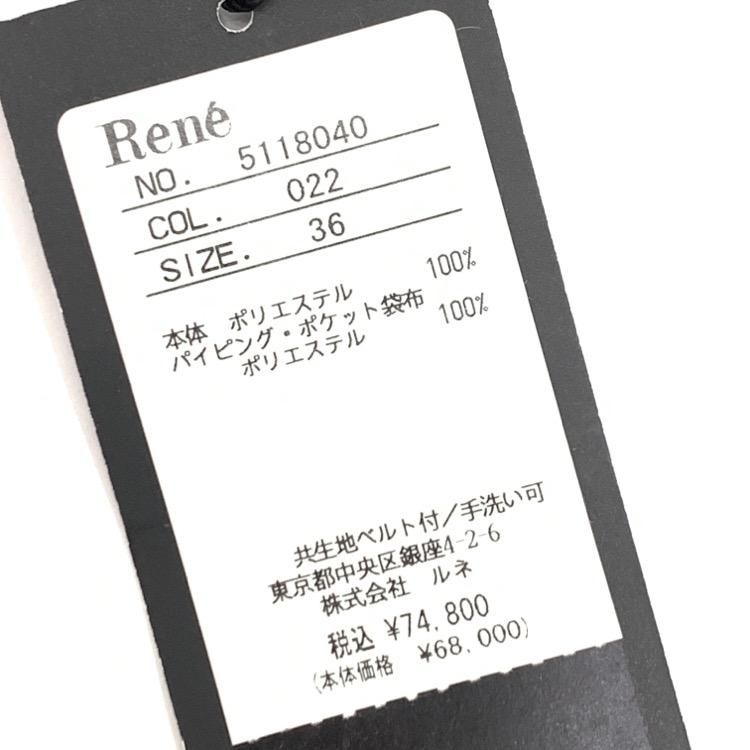 René
NO. 5118040
COL. 022
SIZE. 36
本体 ポリエステル 100%
パイピング・ポケット袋布
ポリエステル 100%
共生地ベルト付/手洗い可
東京都中央区銀座4-2-6
株式会社 ルネ
税込 ¥74,800
(本体価格 ¥68,000)